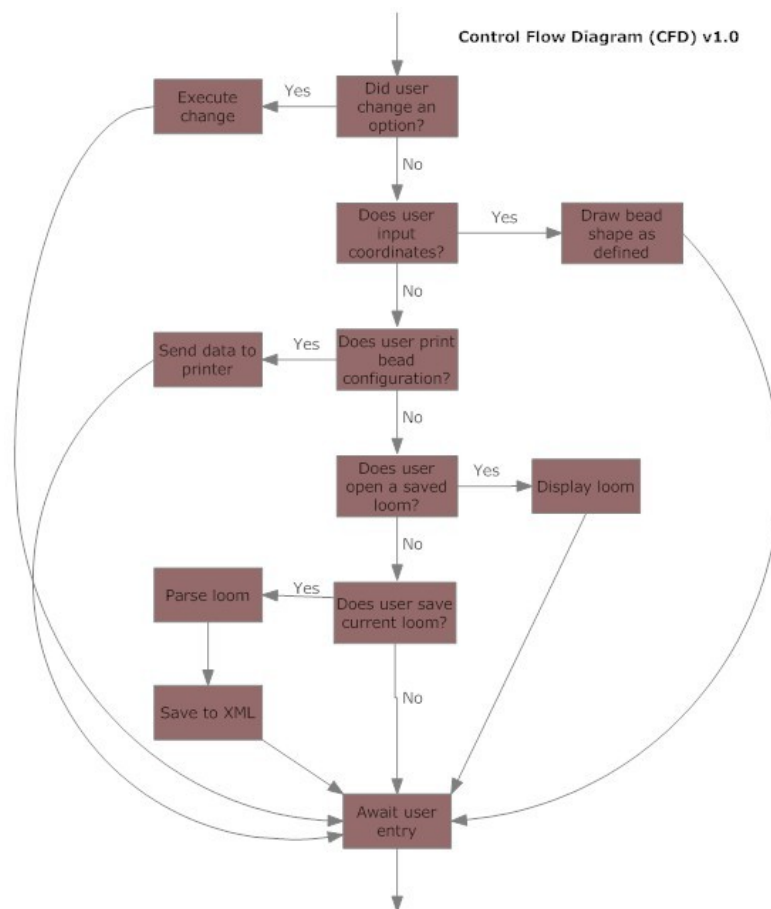 Control Flow Diagram (CFD) v1.0
Execute
change
Yes
Did user
change an
option?
No
Does user
input
coordinates?
Yes
Draw bead
shape as
defined
No
Send data to
printer
Yes
Does user print
bead
configuration?
No
Does user
open a saved
loom?
Yes
Display loom
No
Parse loom
Yes
Does user save
current loom?
No
Save to XML
Await user
entry